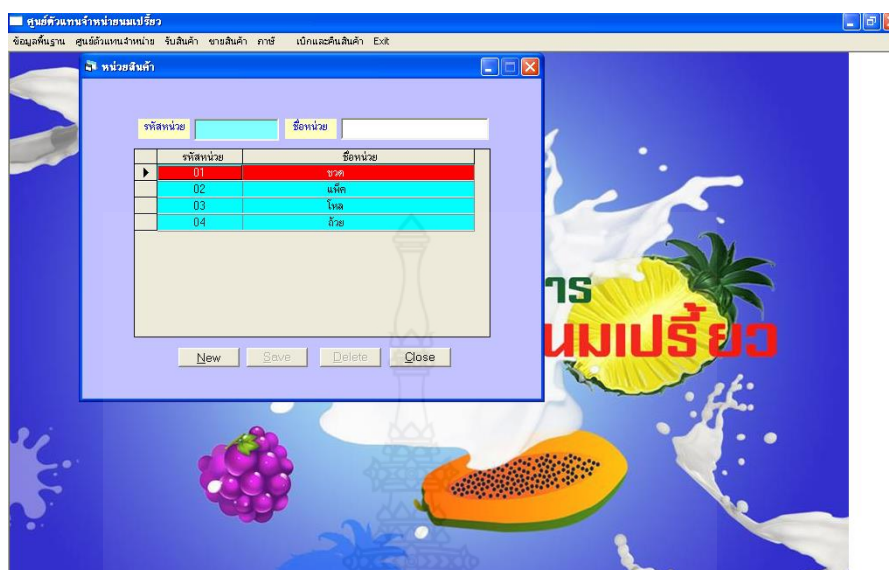 ศูนย์ตัวแทนจำหน่ายนมเปรี้ยว
ข้อมูลพื้นฐาน ศูนย์ตัวแทนจำหน่าย รับสินค้า ขายสินค้า ภาษี เบิกและคืนสินค้า Exit
หน่วยสินค้า
รหัสหน่วย ชื่อหน่วย
รหัสหน่วย ชื่อหน่วย
01 ขวด
02 แพ็ค
03 โหล
04 ถ้วย
าร
นมเปรี้ยว
New Save Delete Close